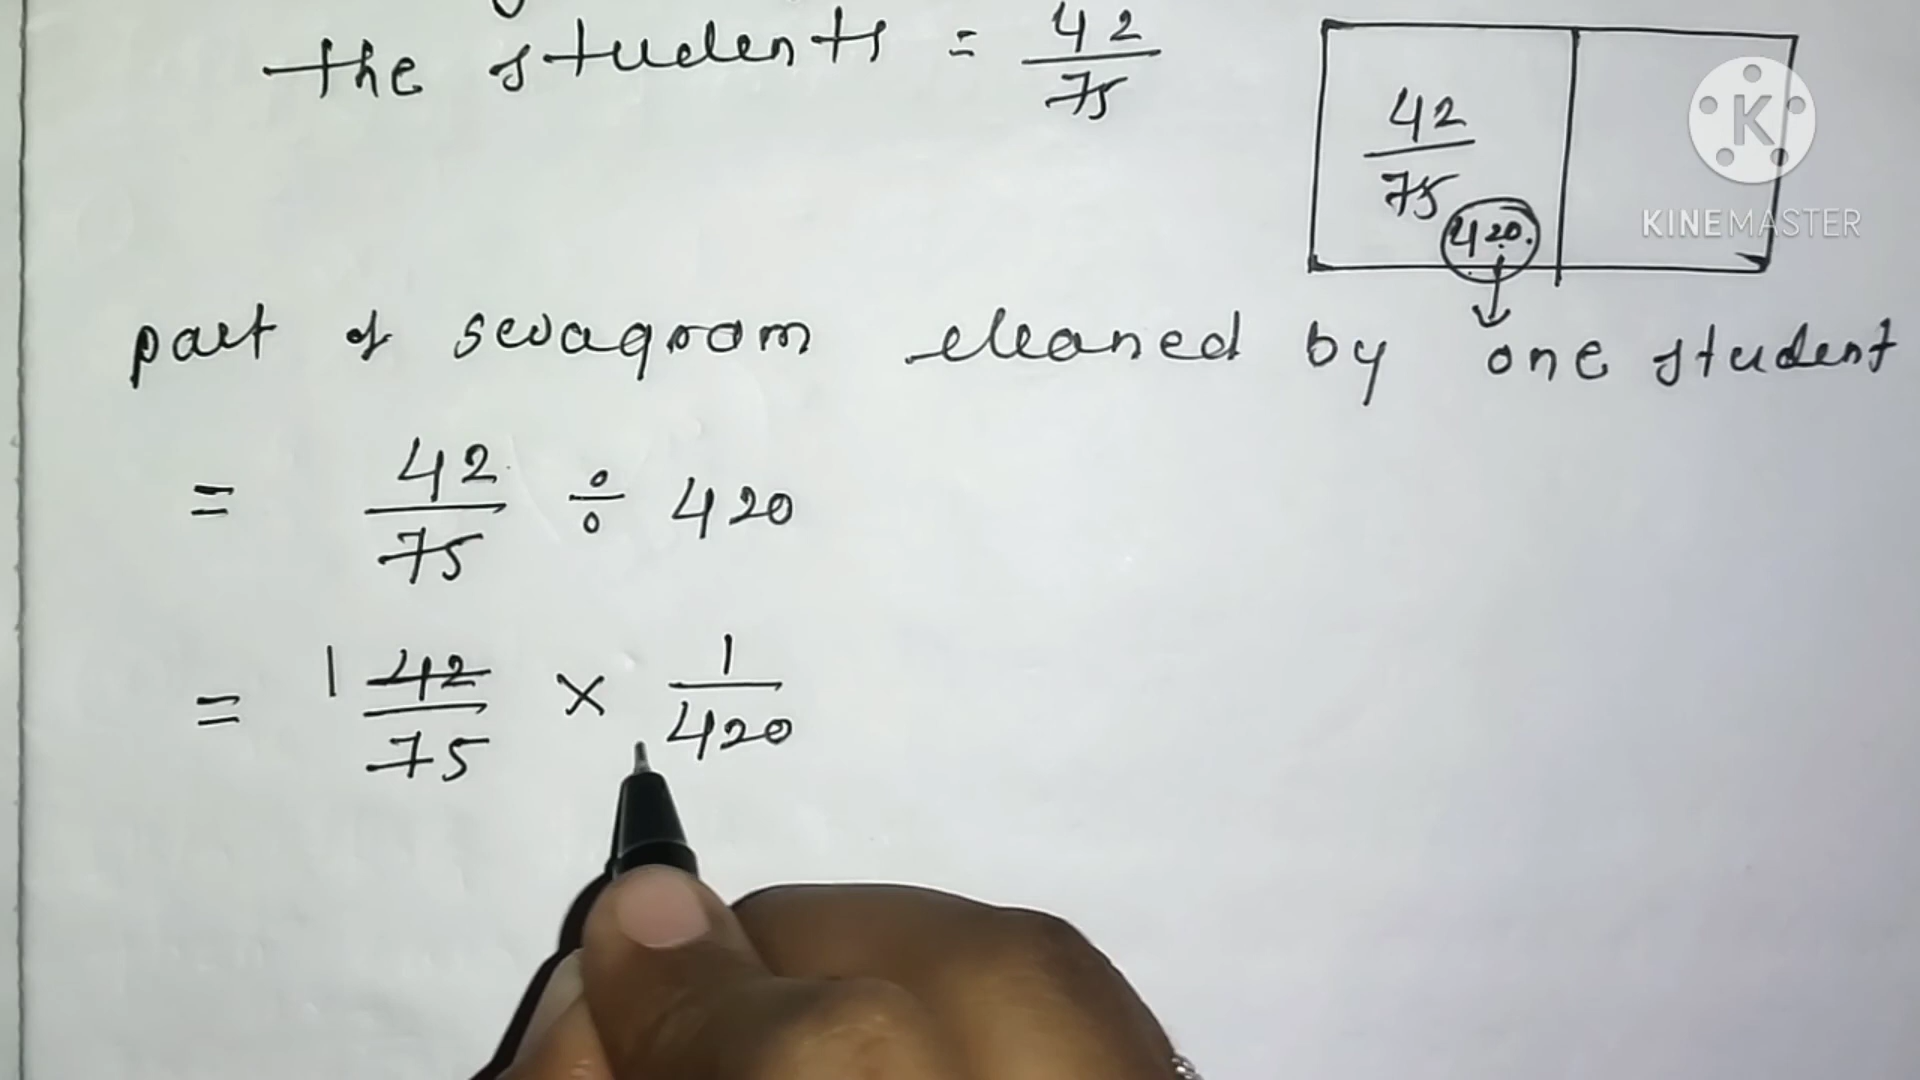 the students = 42/75
42/75
420.
K
KINEMASTER
part of sevagram cleaned by one student
= 42/75 ÷ 420
= 1 42/75 × 1/420